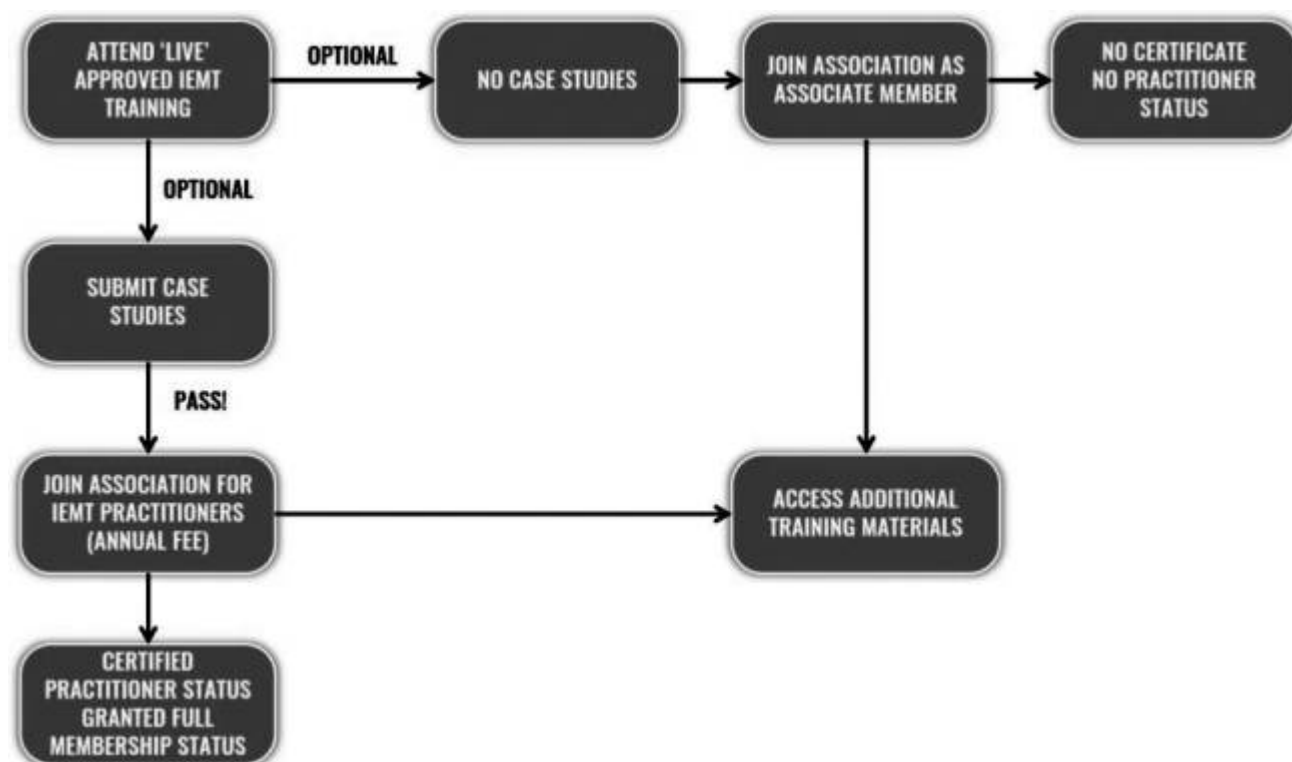 ATTEND 'LIVE'
APPROVED IEMT
TRAINING
OPTIONAL
NO CASE STUDIES
JOIN ASSOCIATION AS
ASSOCIATE MEMBER
NO CERTIFICATE
NO PRACTITIONER
STATUS
OPTIONAL
SUBMIT CASE
STUDIES
PASS!
JOIN ASSOCIATION FOR
IEMT PRACTITIONERS
(ANNUAL FEE)
ACCESS ADDITIONAL
TRAINING MATERIALS
CERTIFIED
PRACTITIONER STATUS
GRANTED FULL
MEMBERSHIP STATUS